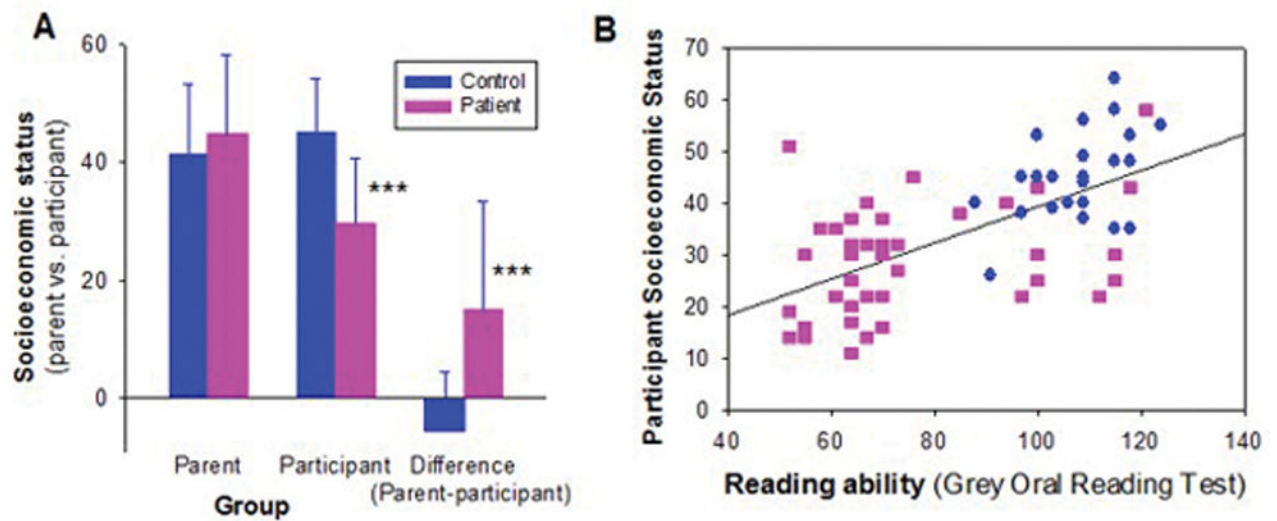 A
Socioeconomic status
(parent vs. participant)
60
40
20
0
Control
Patient
***
***
Parent Participant Difference
(Parent-participant)
Group
B
Participant Socioeconomic Status
70
60
50
40
30
20
10
0
40 60 80 100 120 140
Reading ability (Grey Oral Reading Test)